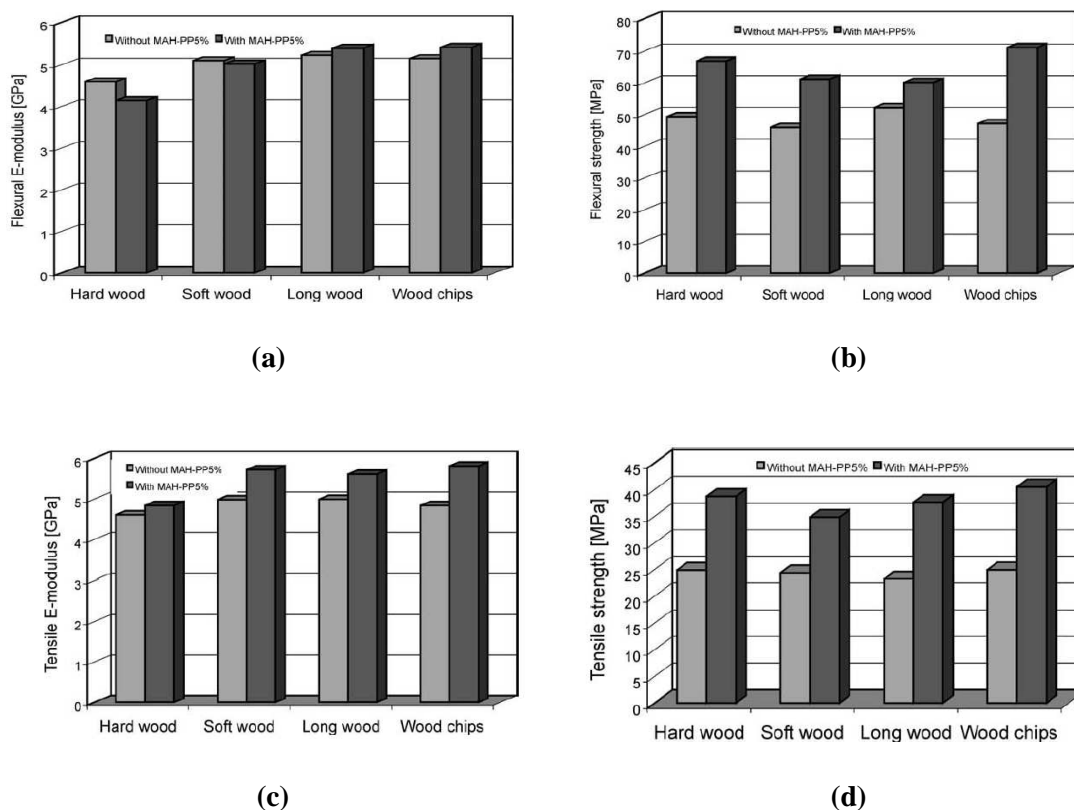 6
5
4
3
2
1
0
Flexural E-modulus [GPa]
Without MAH-PP5% With MAH-PP5%
Hard wood Soft wood Long wood Wood chips
(a)
80
70
60
50
40
30
20
10
0
Flexural strength [MPa]
Without MAH-PP5% With MAH-PP5%
Hard wood Soft wood Long wood Wood chips
(b)
6
5
4
3
2
1
0
Tensile E-modulus [GPa]
Without MAH-PP5%
With MAH-PP5%
Hard wood Soft wood Long wood Wood chips
(c)
45
40
35
30
25
20
15
10
5
0
Tensile strength [MPa]
Without MAH-PP5% With MAH-PP5%
Hard wood Soft wood Long wood Wood chips
(d)